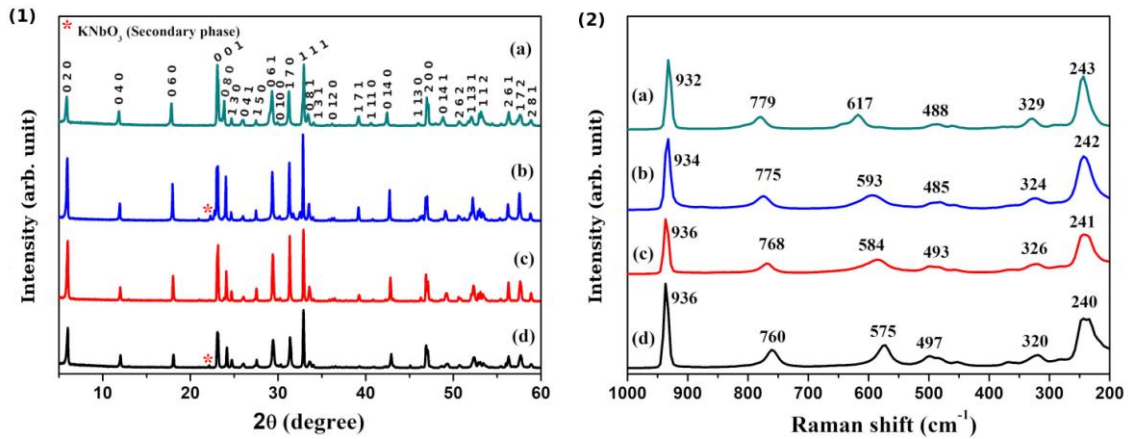 (1)
* KNbO3 (Secondary phase)
(a)
0 2 0
0 4 0
0 6 0
0 0 1
0 8 0
1 3 0
0 4 1
1 5 0
0 6 1
0 10 0
1 7 0
1 1 1
0 8 1
1 3 1
0 12 0
1 7 1
1 11 0
0 14 0
1 13 0
2 0 0
0 14 1
2 6 2
1 13 1
1 1 2
2 6 1
1 7 2
2 8 1
(b)
*
(c)
(d)
*
Intensity (arb. unit)
10 20 30 40 50 60
2θ (degree)
(2)
(a)
932
779
617
488
329
243
(b)
934
775
593
485
324
242
(c)
936
768
584
493
326
241
(d)
936
760
575
497
320
240
Intensity (arb. unit)
1000 900 800 700 600 500 400 300 200
Raman shift (cm-1)